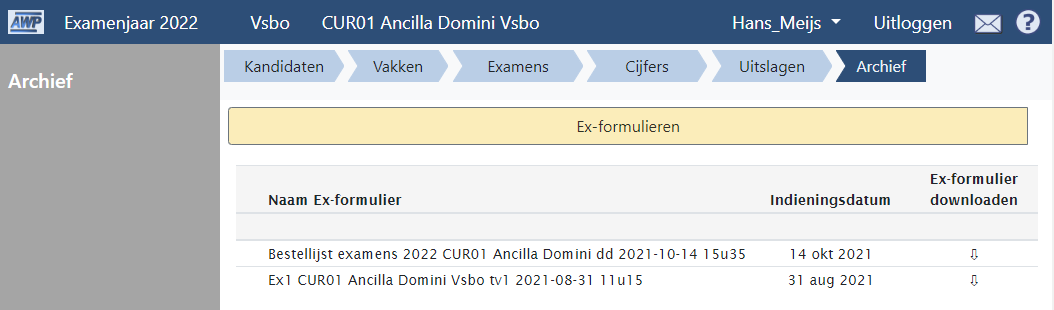 AWP Examenjaar 2022 Vsbo CUR01 Ancilla Domini Vsbo Hans_Meijs Uitloggen ?
Archief
Kandidaten Vakken Examens Cijfers Uitslagen Archief
Ex-formulieren
Naam Ex-formulier Indieningsdatum Ex-formulier downloaden
Bestellijst examens 2022 CUR01 Ancilla Domini dd 2021-10-14 15u35 14 okt 2021 ⇩
Ex1 CUR01 Ancilla Domini Vsbo tv1 2021-08-31 11u15 31 aug 2021 ⇩